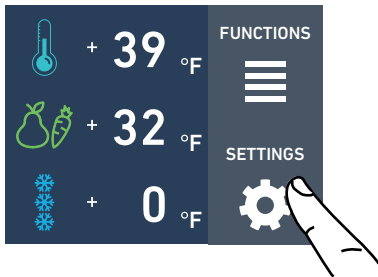 FUNCTIONS
+ 39 °F
+ 32 °F
SETTINGS
+ 0 °F